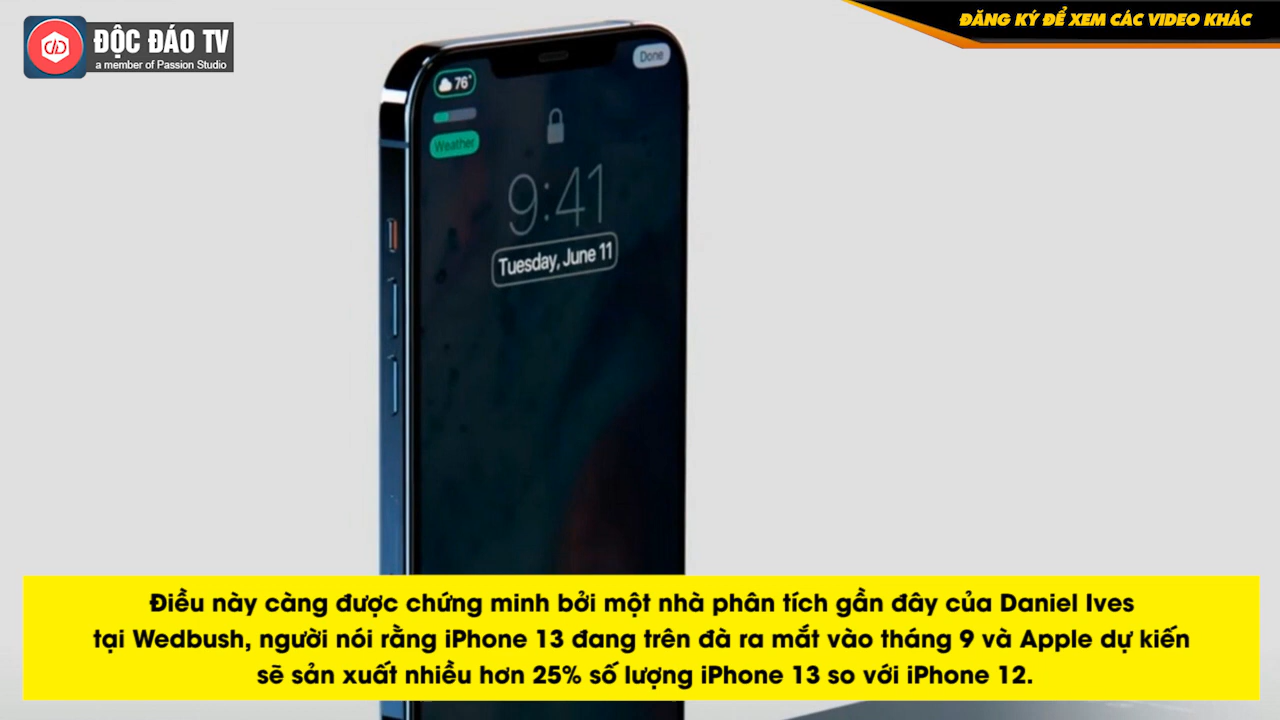 ĐỘC ĐÁO TV
a member of Passion Studio
ĐĂNG KÝ ĐỂ XEM CÁC VIDEO KHÁC
76°
Done
Weather
9:41
Tuesday, June 11
Điều này càng được chứng minh bởi một nhà phân tích gần đây của Daniel Ives
tại Wedbush, người nói rằng iPhone 13 đang trên đà ra mắt vào tháng 9 và Apple dự kiến
sẽ sản xuất nhiều hơn 25% số lượng iPhone 13 so với iPhone 12.